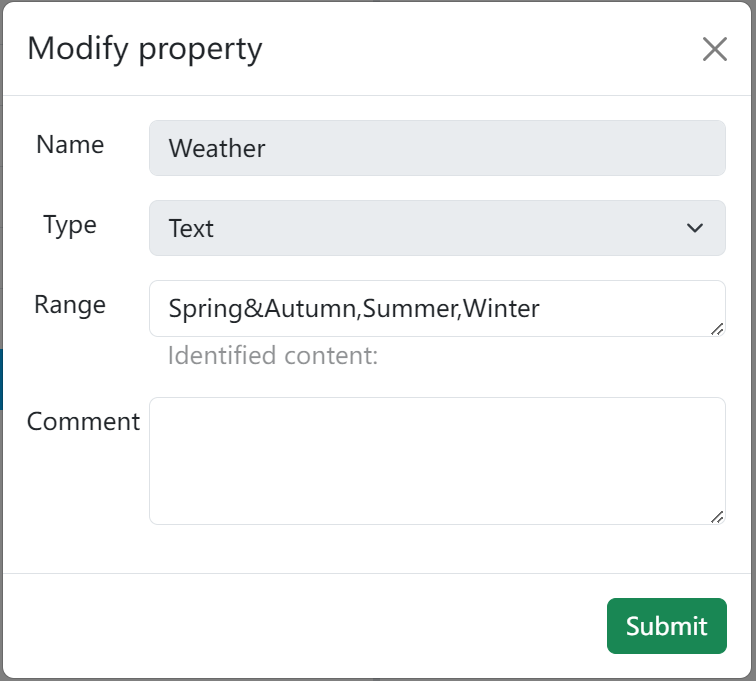 Modify property
Name Weather
Type Text
Range Spring&Autumn,Summer,Winter
Identified content:
Comment
Submit